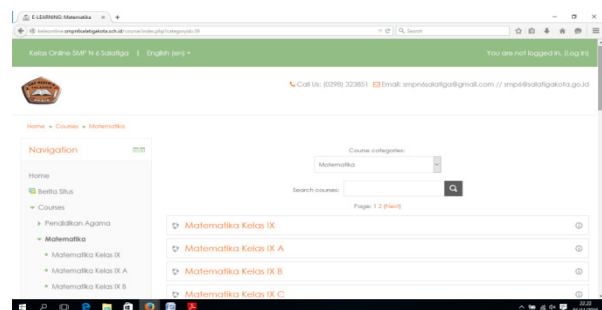 E-LEARNING: Matematika
Search
Kelas Online SMP N 6 Salatiga | English (en)
You are not logged in. (Log in)
Call Us: (0298) 323851 Email: smpn6salatiga@gmail.com // smp6@salatigakota.go.id
Home Courses Matematika
Navigation
Home
Berita Situs
Courses
Pendidikan Agama
Matematika
Matematika Kelas IX
Matematika Kelas IX A
Matematika Kelas IX B
Course categories:
Matematika
Search courses:
Page: 1 2 (Next)
Matematika Kelas IX
Matematika Kelas IX A
Matematika Kelas IX B
Matematika Kelas IX C
22.22